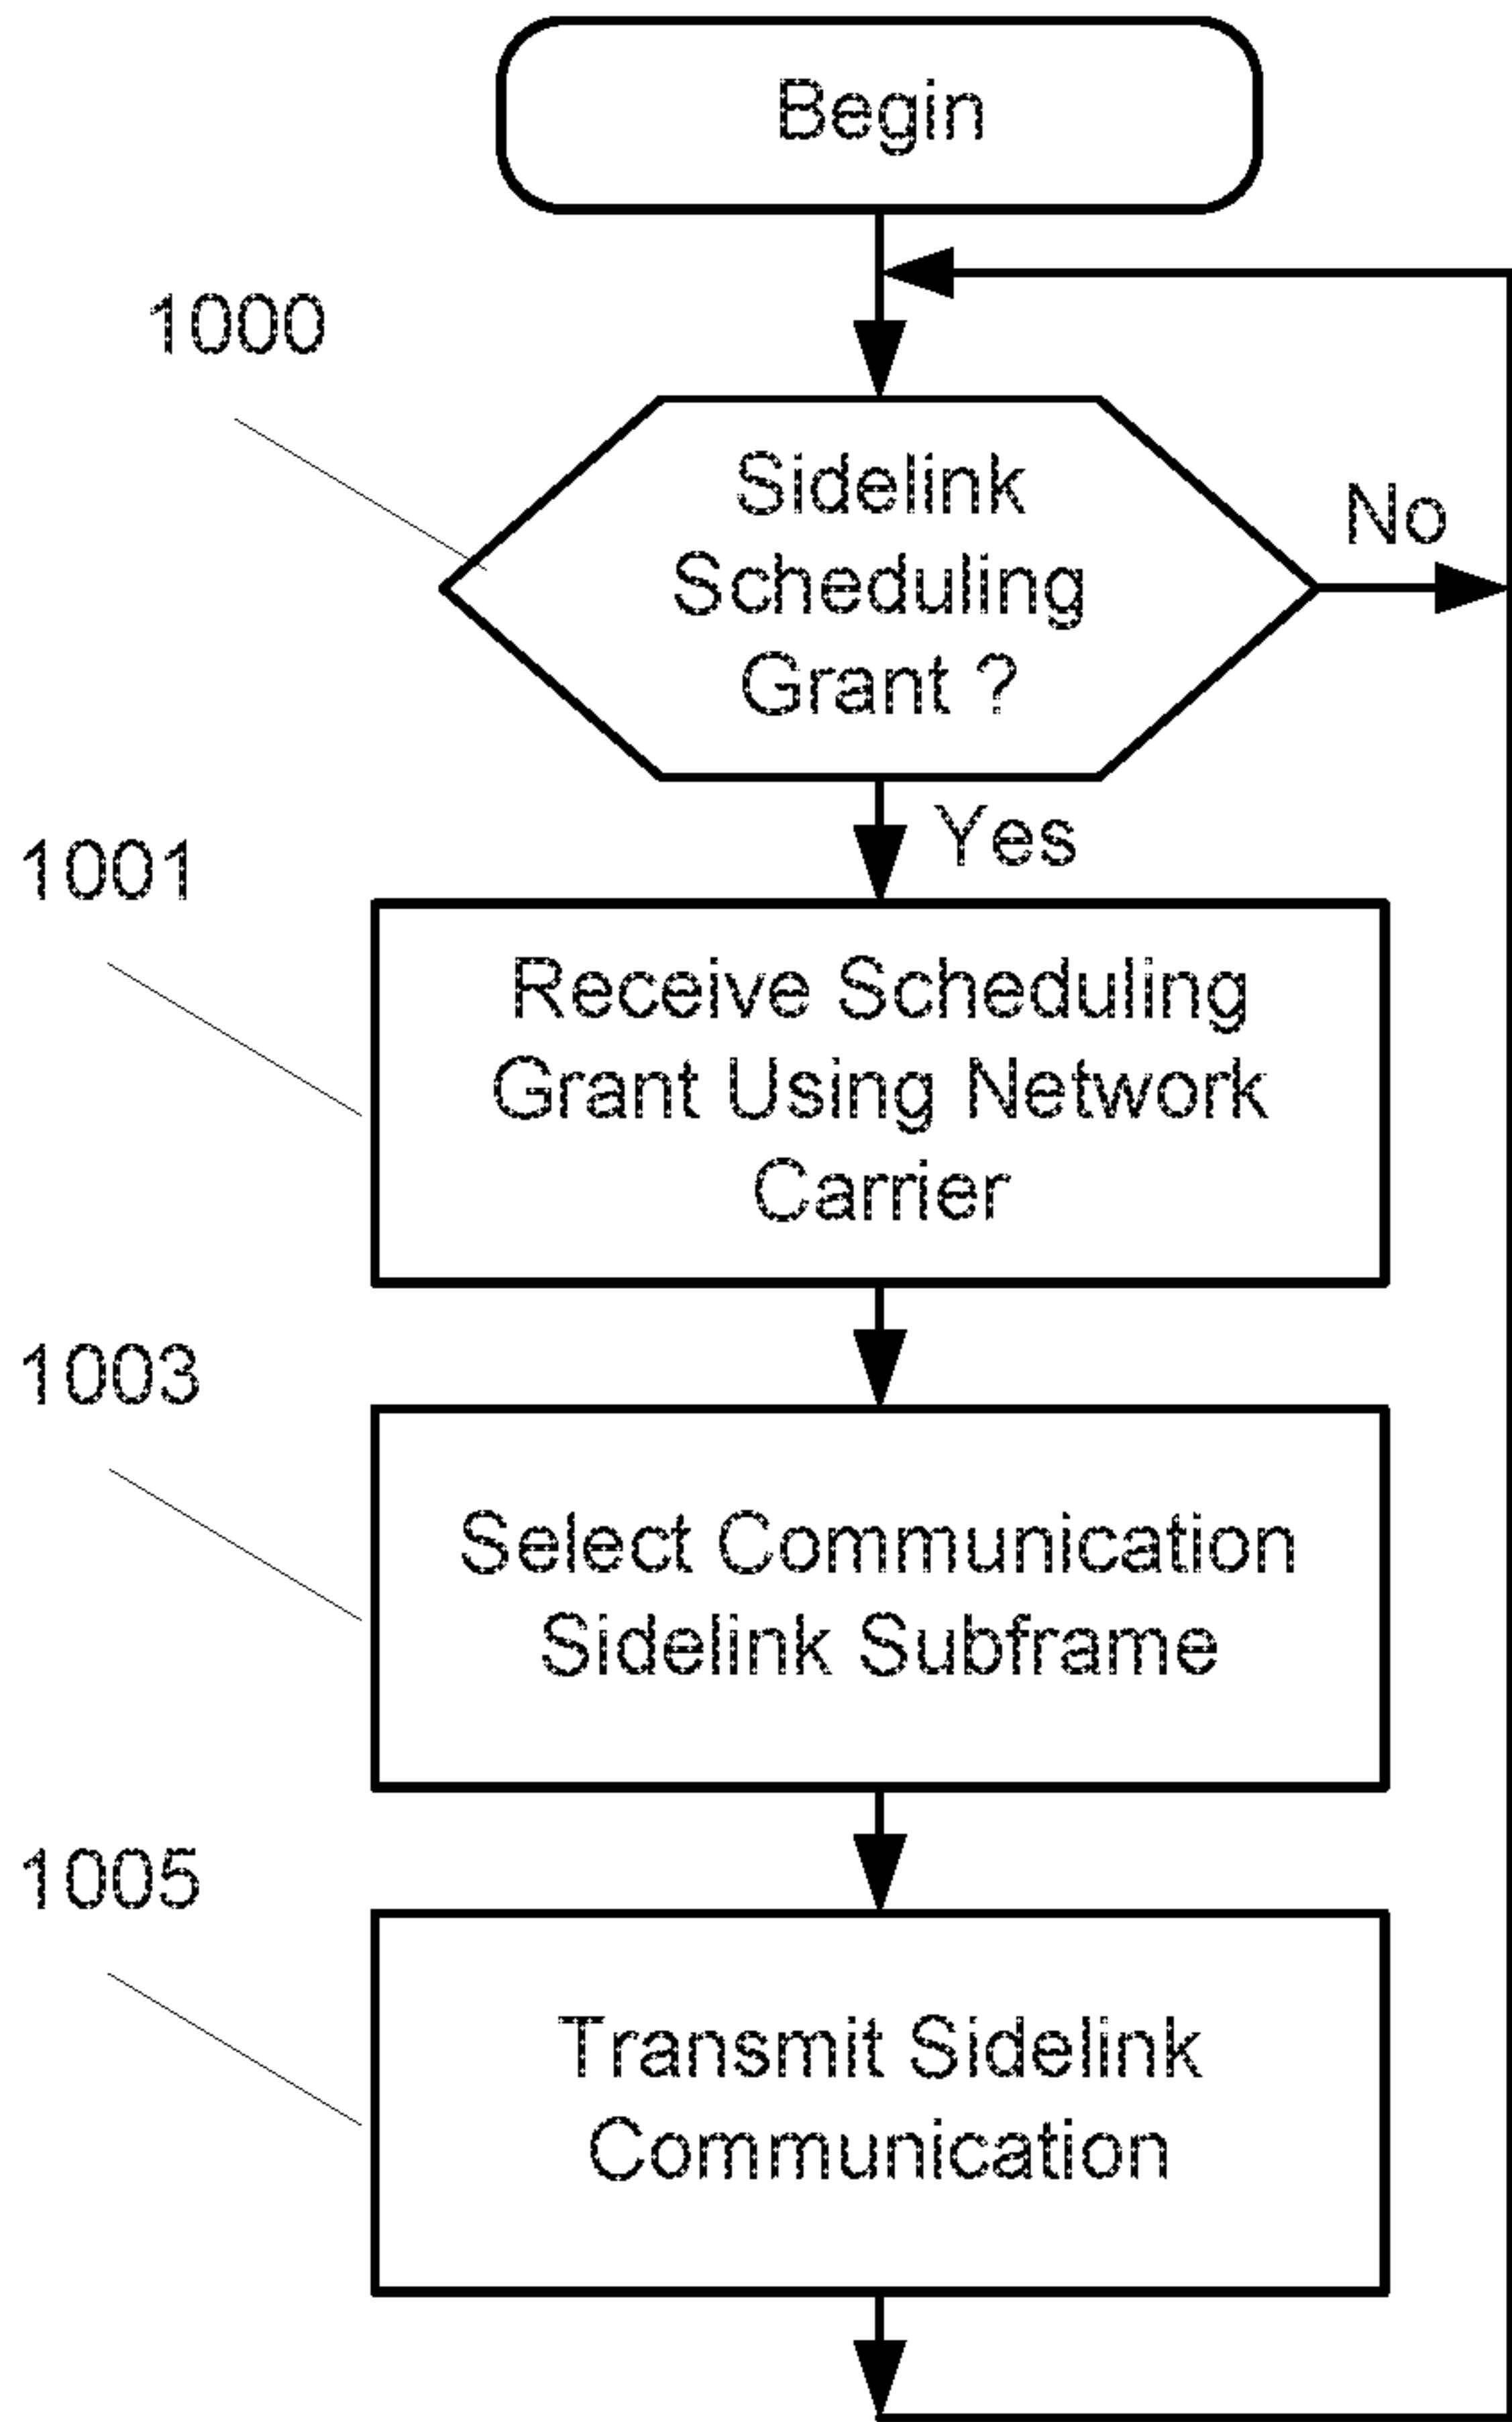 Begin
1000
Sidelink
Scheduling
Grant ?
No
Yes
1001
Receive Scheduling
Grant Using Network
Carrier
1003
Select Communication
Sidelink Subframe
1005
Transmit Sidelink
Communication